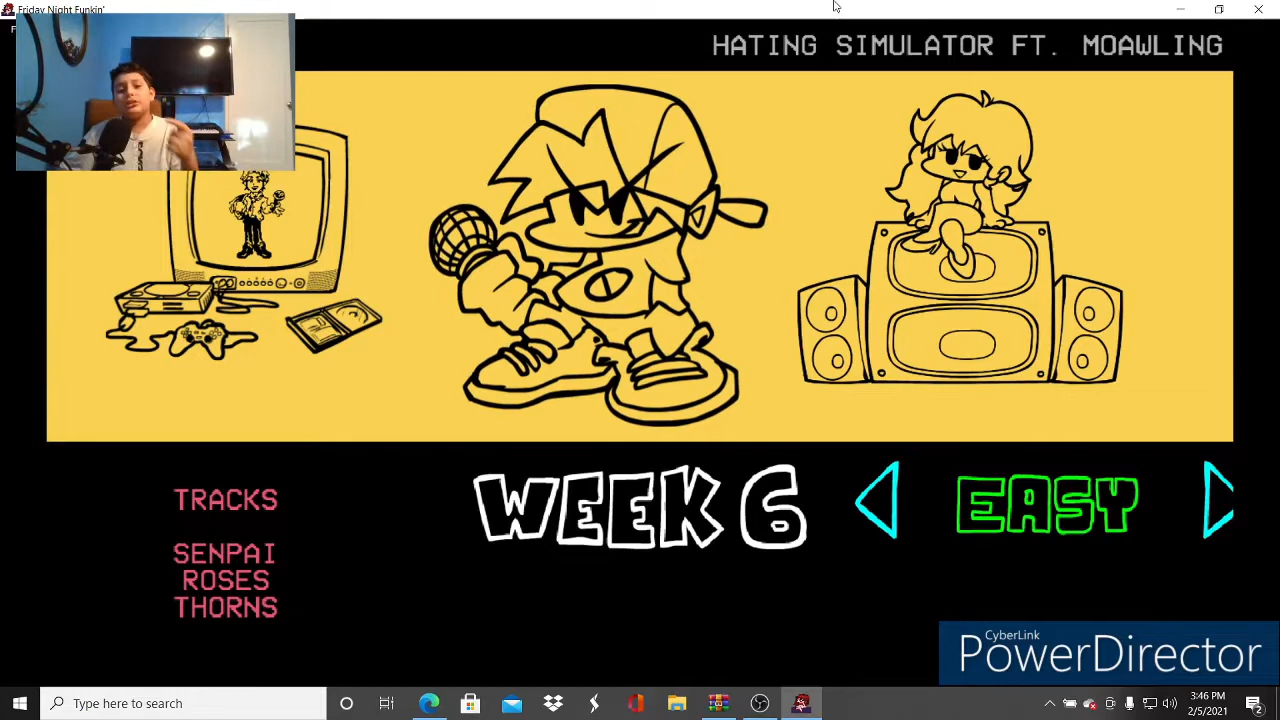 Friday Night Funkin'
HATING SIMULATOR FT. MOAWLING
WEEK 6
EASY
TRACKS
SENPAI
ROSES
THORNS
CyberLink
PowerDirector
Type here to search
3:46 PM
2/5/2021
2